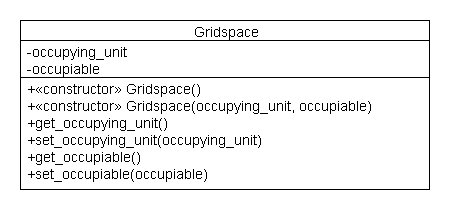 Gridspace
-occupying_unit
-occupiable
+«constructor» Gridspace()
+«constructor» Gridspace(occupying_unit, occupiable)
+get_occupying_unit()
+set_occupying_unit(occupying_unit)
+get_occupiable()
+set_occupiable(occupiable)